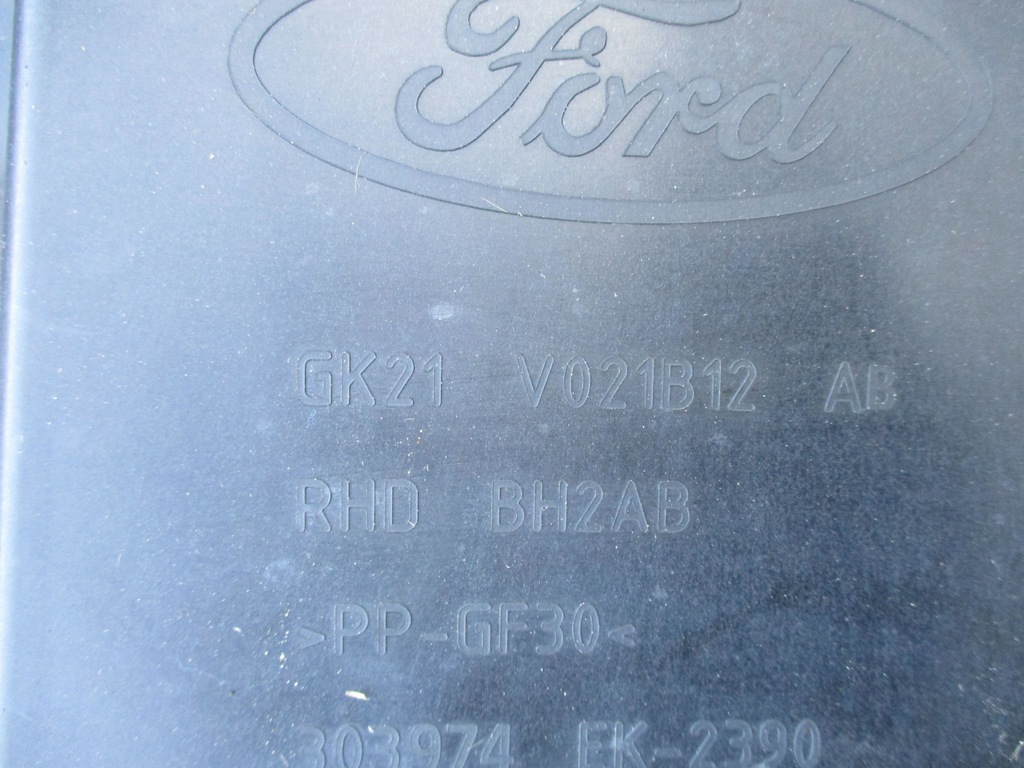 Ford
GK21 V021B12 AB
RHD BH2AB
>PP-GF30<
303974 EK-2390